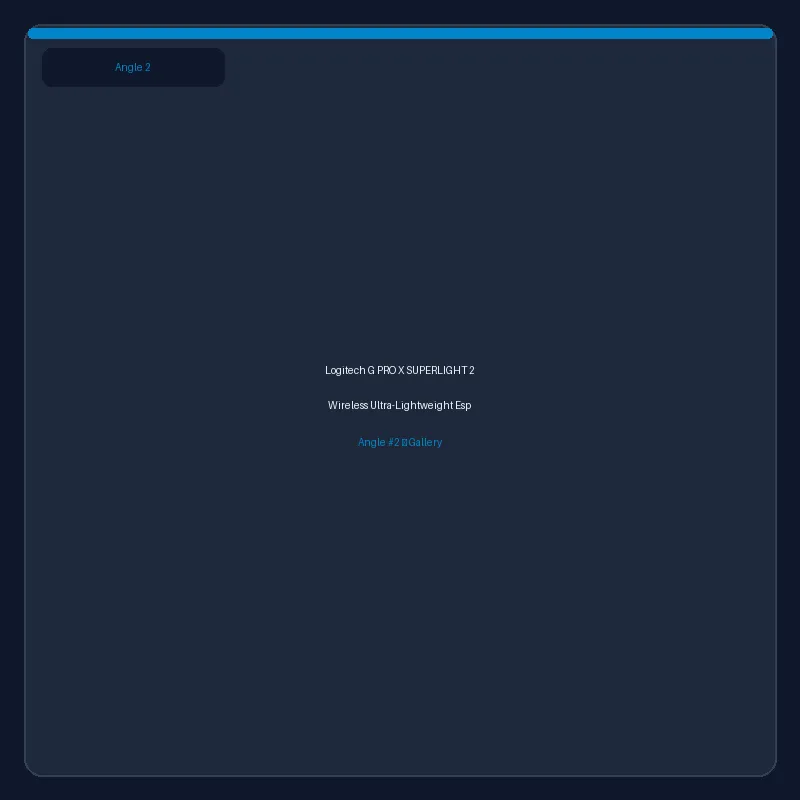 Angle 2
Logitech G PRO X SUPERLIGHT 2
Wireless Ultra-Lightweight Esp
Angle #2 Gallery